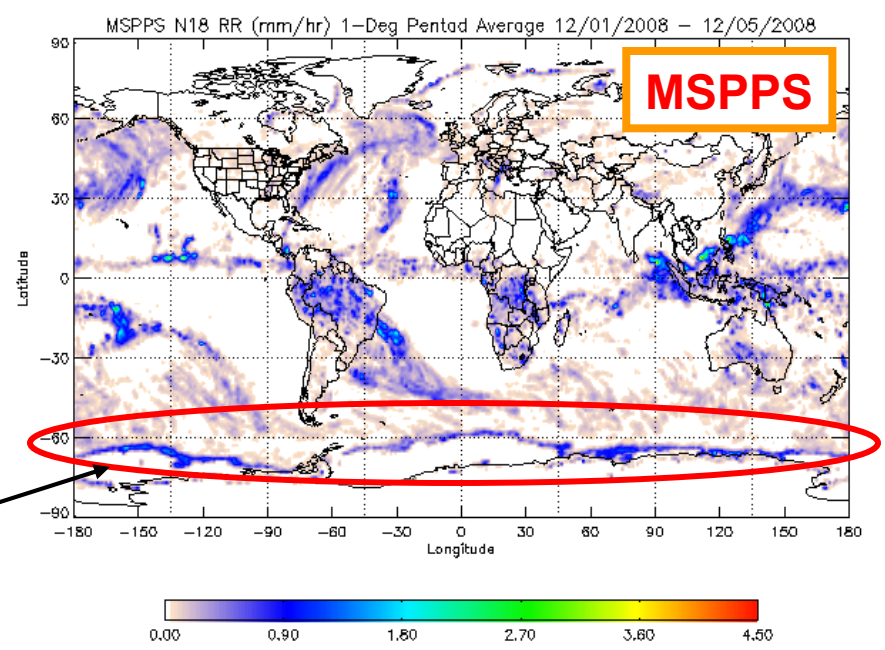 MSPPS N18 RR (mm/hr) 1-Deg Pentad Average 12/01/2008 - 12/05/2008
MSPPS
90
60
30
0
-30
-60
-90
Latitude
-180 -150 -120 -90 -60 -30 0 30 60 90 120 150 180
Longitude
0.00 0.90 1.80 2.70 3.60 4.50